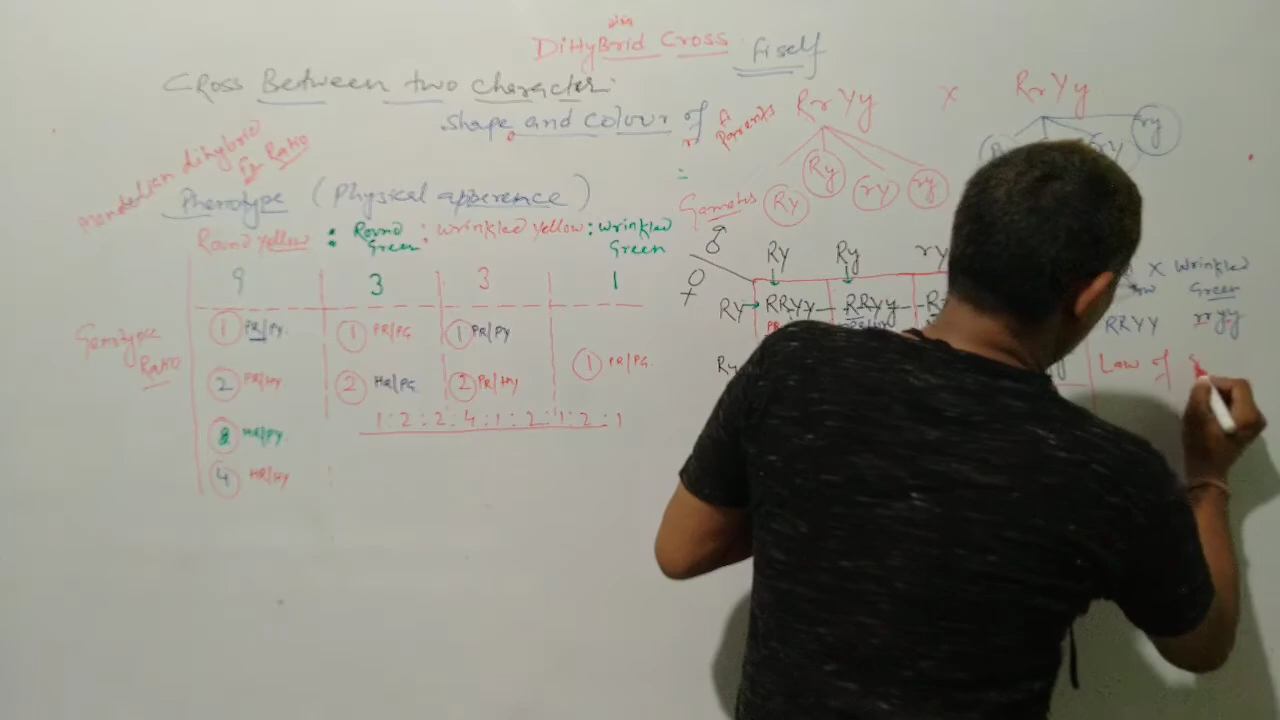 DiHyBrid Cross
F1 self
CRoss Between two character
shape and Colour of
mendelian dihybrid
F2 Ratio
Phenotype (Physical apperence)
Round yellow : Round Green : wrinkled yellow : wrinkled Green
9 3 3 1
Genotype Ratio
1 PR/PY 1 PR/PG 1 PR/PY 1 PR/PG
2 PR/HY 2 HR/PG 2 PR/HY
HR/PY
4 HR/HY
1:2:2:4:1:2:1:2:1
F1 Parents RrYy X RrYy
ry
Gametes Ry Ry ry ry
♂ RY Ry rY
♀
RY RRYY RRYy
Ry
X wrinkled
Green
RRYY rryy
Law of